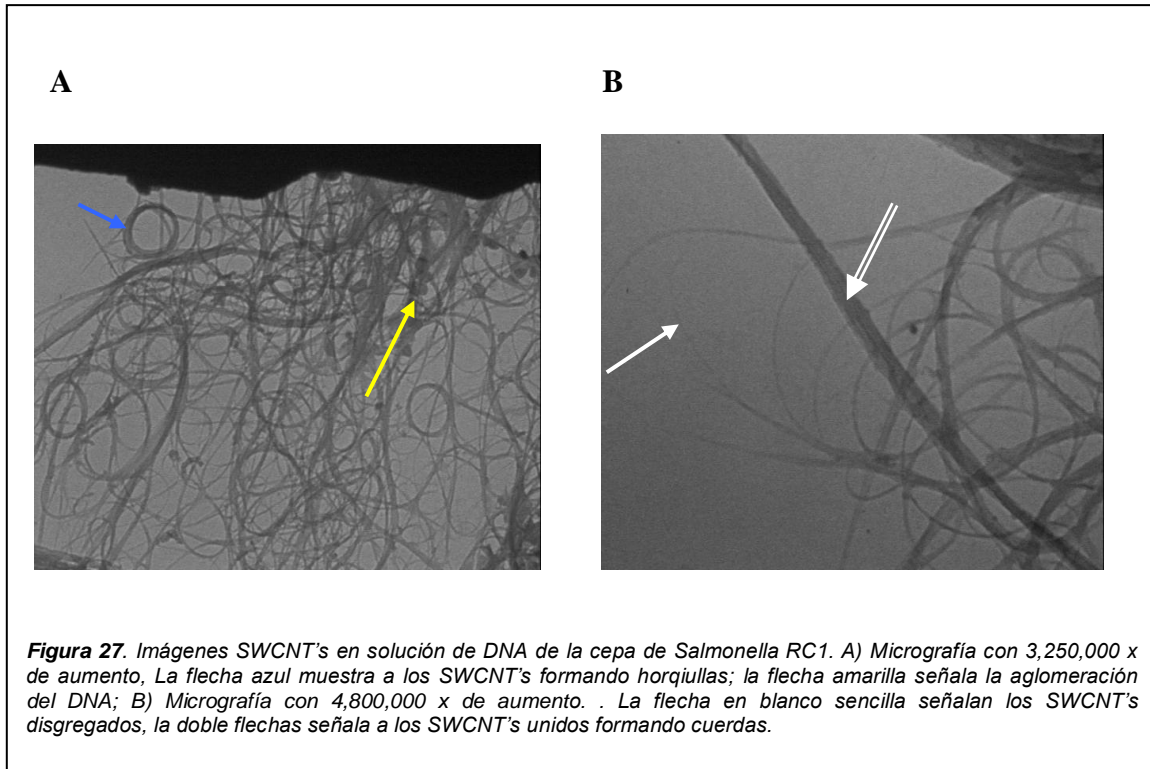 A B
Figura 27. Imágenes SWCNT's en solución de DNA de la cepa de Salmonella RC1. A) Micrografía con 3,250,000 x
de aumento, La flecha azul muestra a los SWCNT's formando horqiullas; la flecha amarilla señala la aglomeración
del DNA; B) Micrografía con 4,800,000 x de aumento. . La flecha en blanco sencilla señalan los SWCNT's
disgregados, la doble flechas señala a los SWCNT's unidos formando cuerdas.